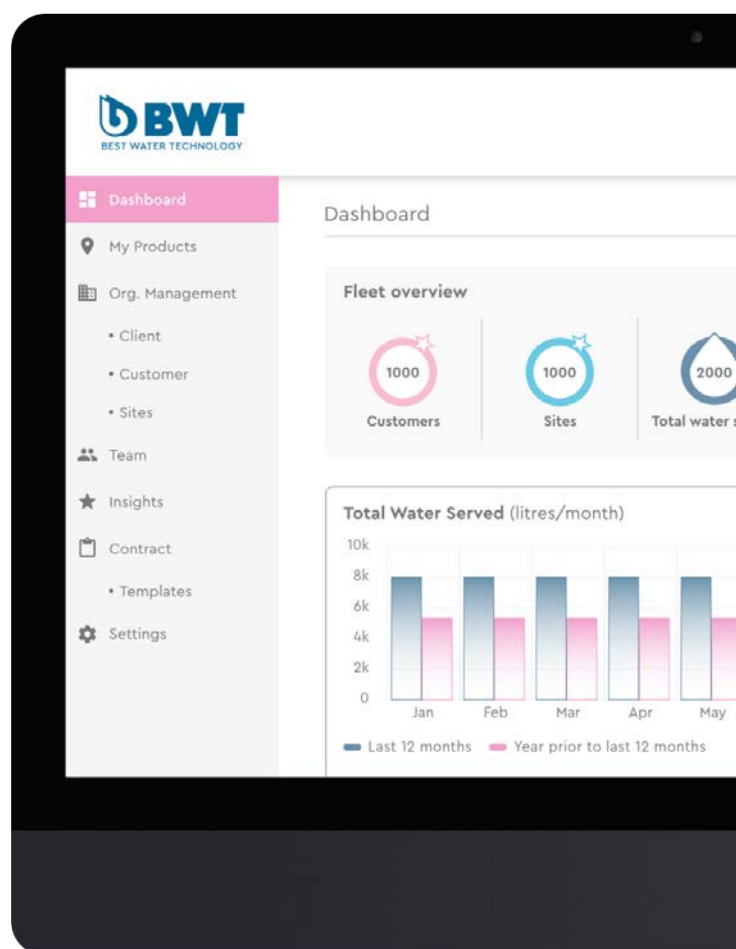 BWT
BEST WATER TECHNOLOGY
Dashboard
My Products
Org. Management
• Client
• Customer
• Sites
Team
Insights
Contract
• Templates
Settings
Dashboard
Fleet overview
1000
1000
2000
Customers
Sites
Total water s
Total Water Served (litres/month)
10k
8k
6k
4k
2k
0
Jan
Feb
Mar
Apr
May
Last 12 months
Year prior to last 12 months